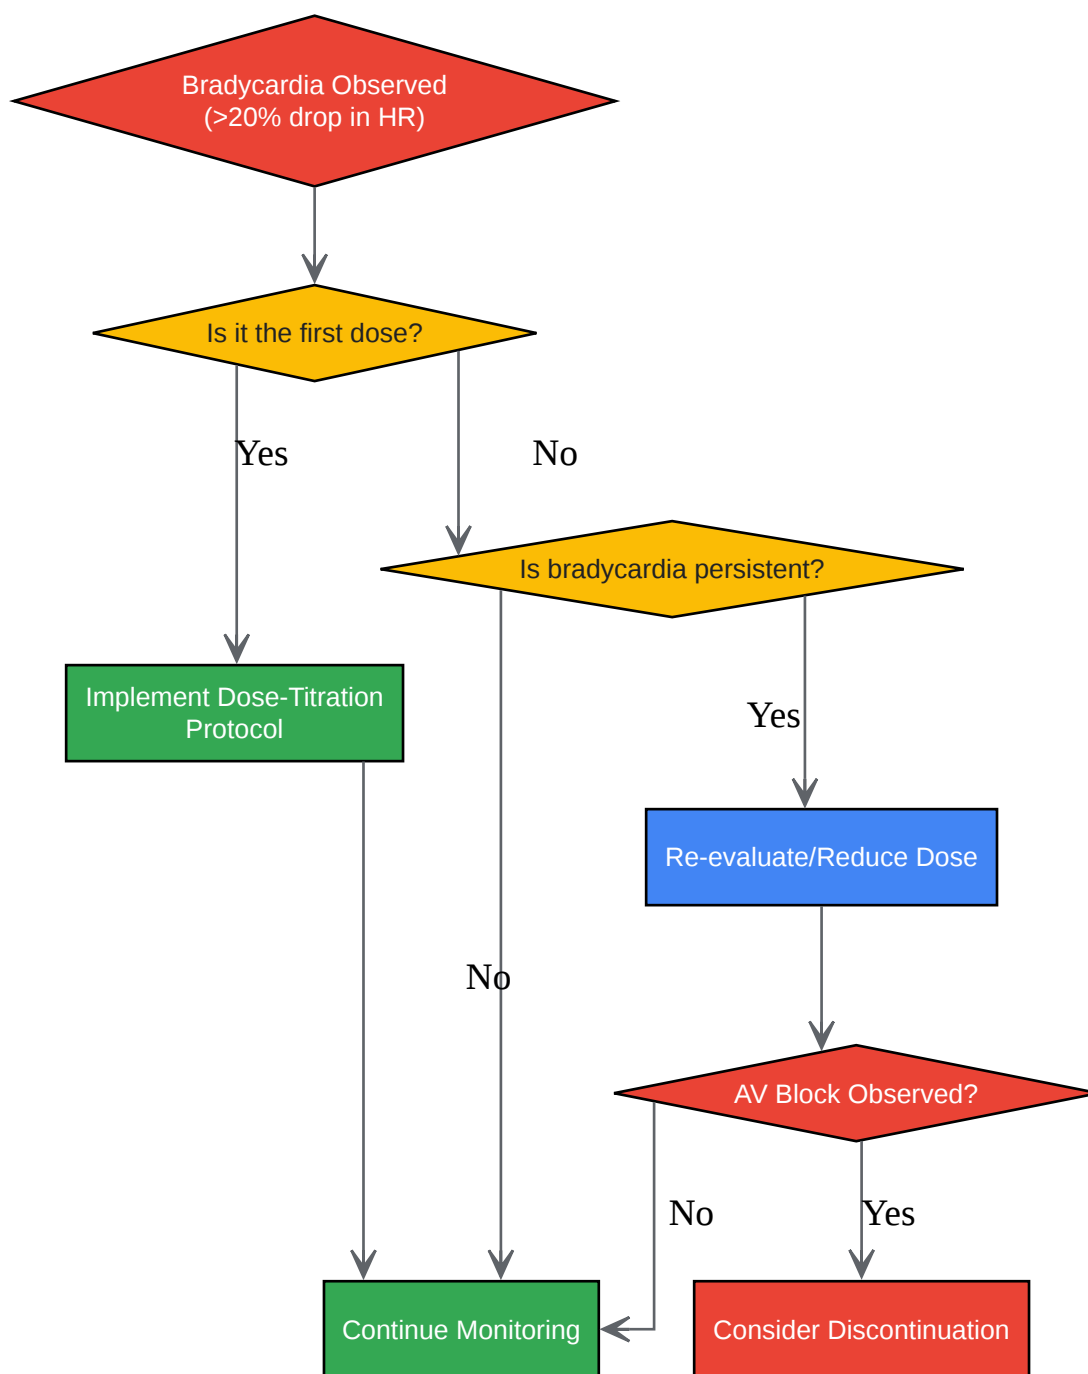 Bradycardia Observed
(>20% drop in HR)
Is it the first dose?
Yes
No
Is bradycardia persistent?
Implement Dose-Titration
Protocol
Yes
Re-evaluate/Reduce Dose
No
AV Block Observed?
No
Yes
Continue Monitoring
Consider Discontinuation